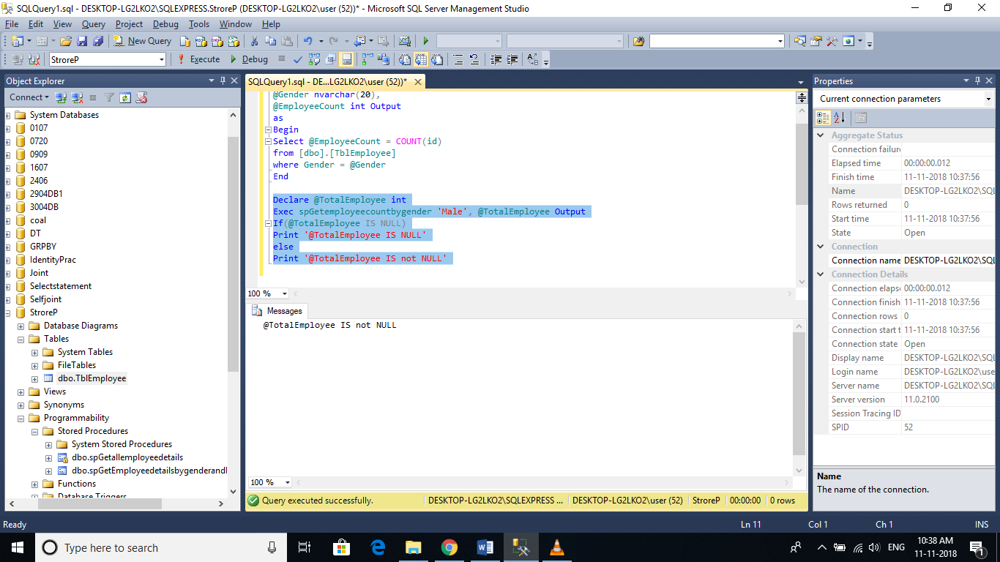 SQLQuery1.sql - DESKTOP-LG2LKO2\SQLEXPRESS.StroreP (DESKTOP-LG2LKO2\user (52))* - Microsoft SQL Server Management Studio
File Edit View Query Project Debug Tools Window Help
New Query
StroreP Execute Debug
Object Explorer
Connect
System Databases
0107
0720
0909
1607
2406
2904DB1
3004DB
coal
DT
GRPBY
IdentityPrac
Joint
Selectstatement
Selfjoint
StroreP
Database Diagrams
Tables
System Tables
FileTables
dbo.TblEmployee
Views
Synonyms
Programmability
Stored Procedures
System Stored Procedures
dbo.spGetallemployeedetails
dbo.spGetEmployeedetailsbygenderand
Functions
Database Triggers
SQLQuery1.sql - DE...LG2LKO2\user (52))*
@Gender nvarchar(20),
@EmployeeCount int Output
as
Begin
Select @EmployeeCount = COUNT(id)
from [dbo].[TblEmployee]
where Gender = @Gender
End
Declare @TotalEmployee int
Exec spGetemployeecountbygender 'Male', @TotalEmployee Output
If(@TotalEmployee IS NULL)
Print '@TotalEmployee IS NULL'
else
Print '@TotalEmployee IS not NULL'
100 %
Messages
@TotalEmployee IS not NULL
100 %
Query executed successfully. DESKTOP-LG2LKO2\SQLEXPRESS ... DESKTOP-LG2LKO2\user (52) StroreP 00:00:00 0 rows
Properties
Current connection parameters
Aggregate Status
Connection failure
Elapsed time 00:00:00.012
Finish time 11-11-2018 10:37:56
Name DESKTOP-LG2LKO2\SQL
Rows returned 0
Start time 11-11-2018 10:37:56
State Open
Connection
Connection name DESKTOP-LG2LKO2\SQL
Connection Details
Connection elaps 00:00:00.012
Connection finish 11-11-2018 10:37:56
Connection rows 0
Connection start t 11-11-2018 10:37:56
Connection state Open
Display name DESKTOP-LG2LKO2\SQL
Login name DESKTOP-LG2LKO2\use
Server name DESKTOP-LG2LKO2\SQL
Server version 11.0.2100
Session Tracing ID
SPID 52
Name
The name of the connection.
Ready Ln 11 Col 1 Ch 1 INS
Type here to search
ENG
10:38 AM
11-11-2018
1